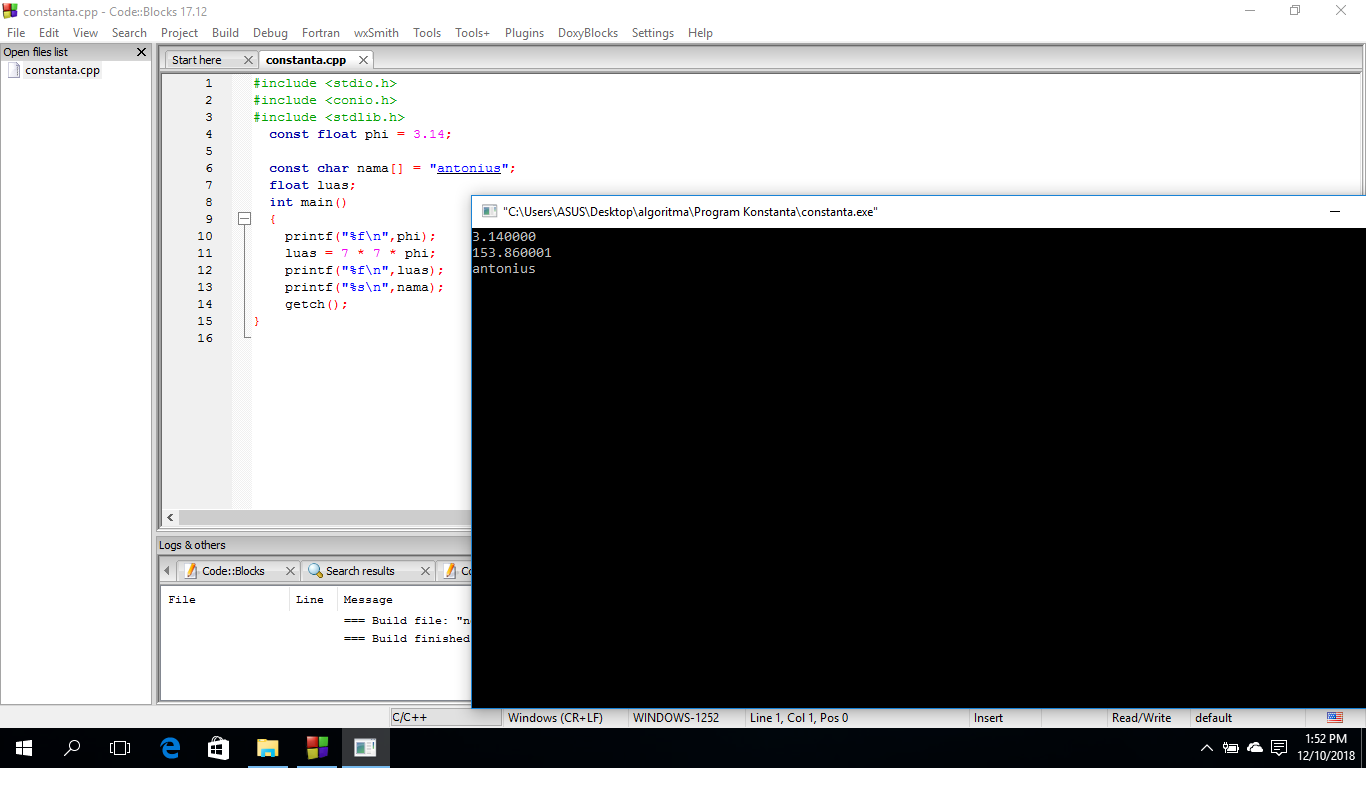 constanta.cpp - Code::Blocks 17.12
File Edit View Search Project Build Debug Fortran wxSmith Tools Tools+ Plugins DoxyBlocks Settings Help
Open files list
constanta.cpp
Start here constanta.cpp
1 #include <stdio.h>
2 #include <conio.h>
3 #include <stdlib.h>
4 const float phi = 3.14;
5
6 const char nama[] = "antonius";
7 float luas;
8 int main()
9 {
10 printf("%f\n",phi);
11 luas = 7 * 7 * phi;
12 printf("%f\n",luas);
13 printf("%s\n",nama);
14 getch();
15 }
16
"C:\Users\ASUS\Desktop\algoritma\Program Konstanta\constanta.exe"
3.140000
153.860001
antonius
Logs & others
Code::Blocks Search results
File Line Message
=== Build file: "n
=== Build finished
C/C++ Windows (CR+LF) WINDOWS-1252 Line 1, Col 1, Pos 0 Insert Read/Write default
1:52 PM
12/10/2018